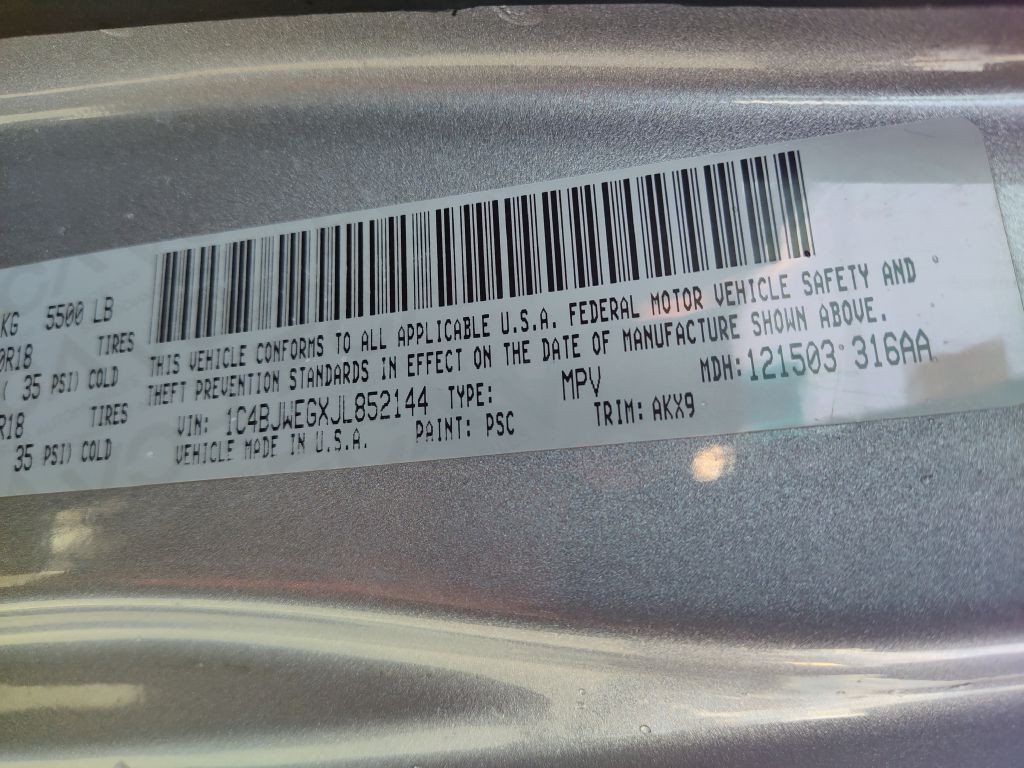 KG 5500 LB
0R18 TIRES
( 35 PSI) COLD
R18 TIRES
35 PSI) COLD
THIS VEHICLE CONFORMS TO ALL APPLICABLE U.S.A. FEDERAL MOTOR VEHICLE SAFETY AND
THEFT PREVENTION STANDARDS IN EFFECT ON THE DATE OF MANUFACTURE SHOWN ABOVE.
VIN: 1C4BJWEGXJL852144 TYPE: MPV MDH:121503 316AA
VEHICLE MADE IN U.S.A. PAINT: PSC TRIM: AKX9